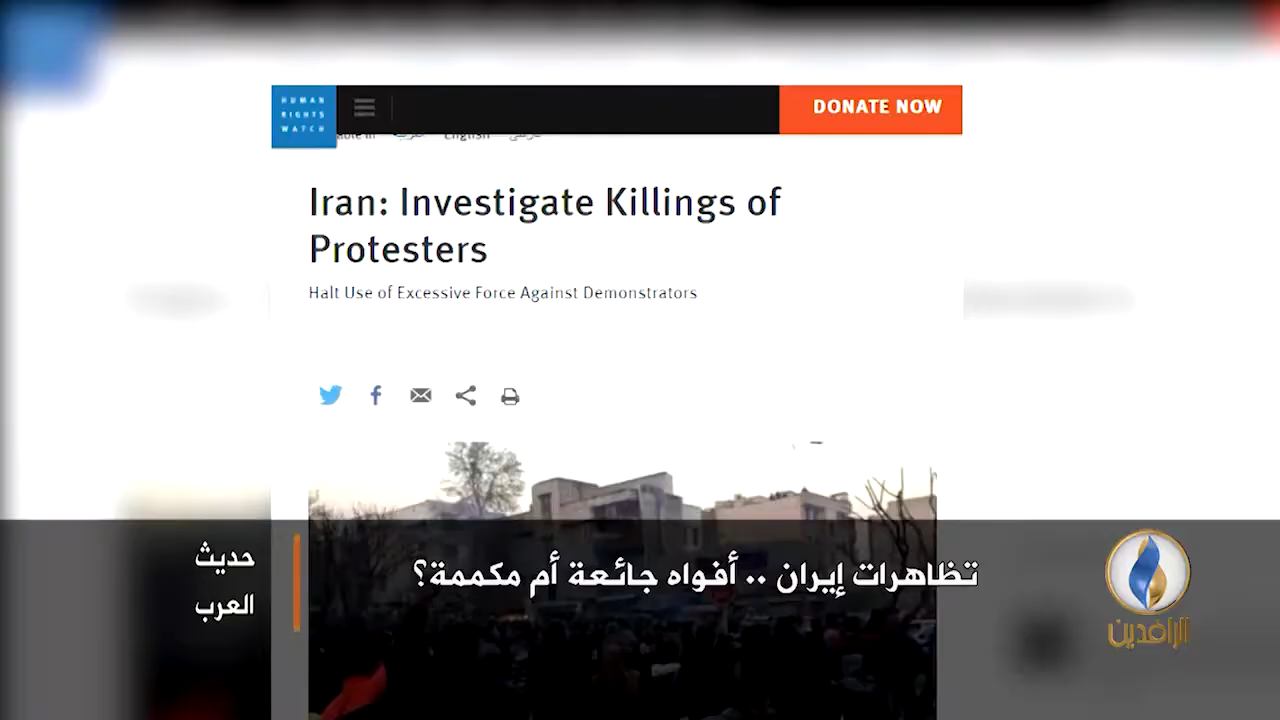 HUMAN
RIGHTS
WATCH
DONATE NOW
English
Iran: Investigate Killings of
Protesters
Halt Use of Excessive Force Against Demonstrators
حديث
العرب
تظاهرات إيران .. أفواه جائعة أم مكممة؟
الرافدين